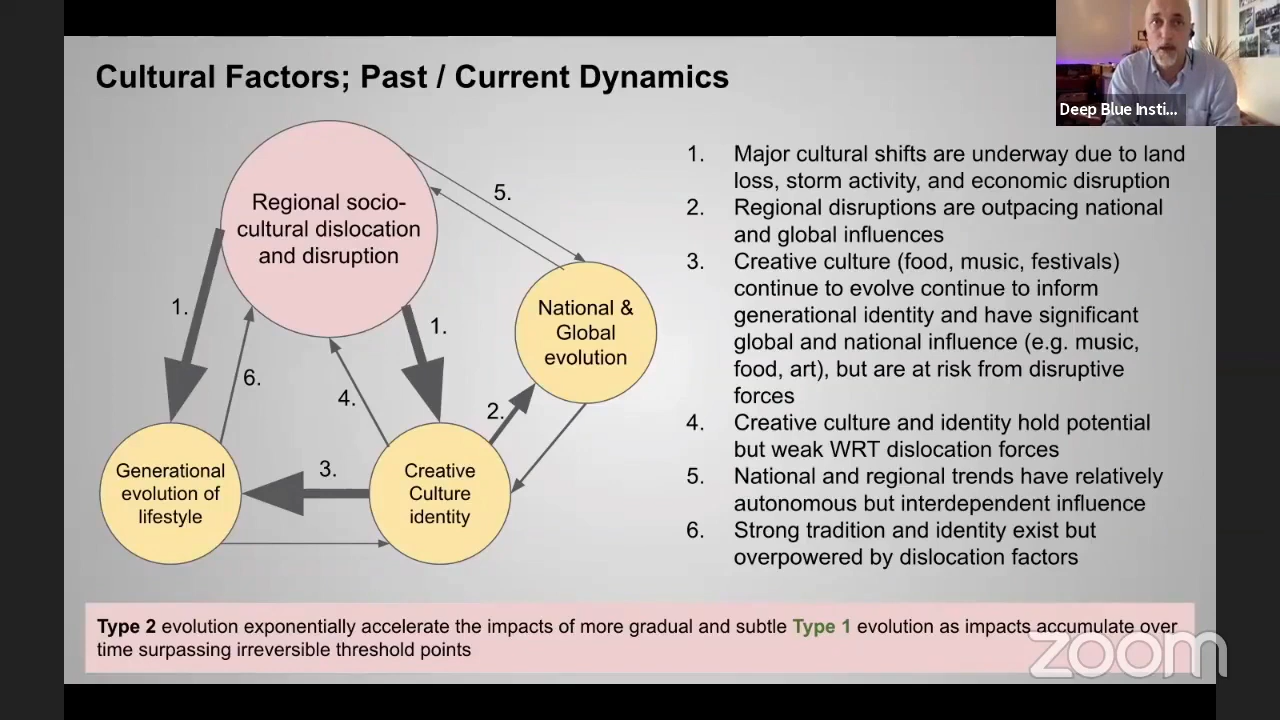 Cultural Factors; Past / Current Dynamics
Deep Blue Insti...
Regional socio-
cultural dislocation
and disruption
5.
National &
Global
evolution
1.
1.
6.
4.
2.
3.
Generational
evolution of
lifestyle
Creative
Culture
identity
1. Major cultural shifts are underway due to land
loss, storm activity, and economic disruption
2. Regional disruptions are outpacing national
and global influences
3. Creative culture (food, music, festivals)
continue to evolve continue to inform
generational identity and have significant
global and national influence (e.g. music,
food, art), but are at risk from disruptive
forces
4. Creative culture and identity hold potential
but weak WRT dislocation forces
5. National and regional trends have relatively
autonomous but interdependent influence
6. Strong tradition and identity exist but
overpowered by dislocation factors
Type 2 evolution exponentially accelerate the impacts of more gradual and subtle Type 1 evolution as impacts accumulate over
time surpassing irreversible threshold points
zoom